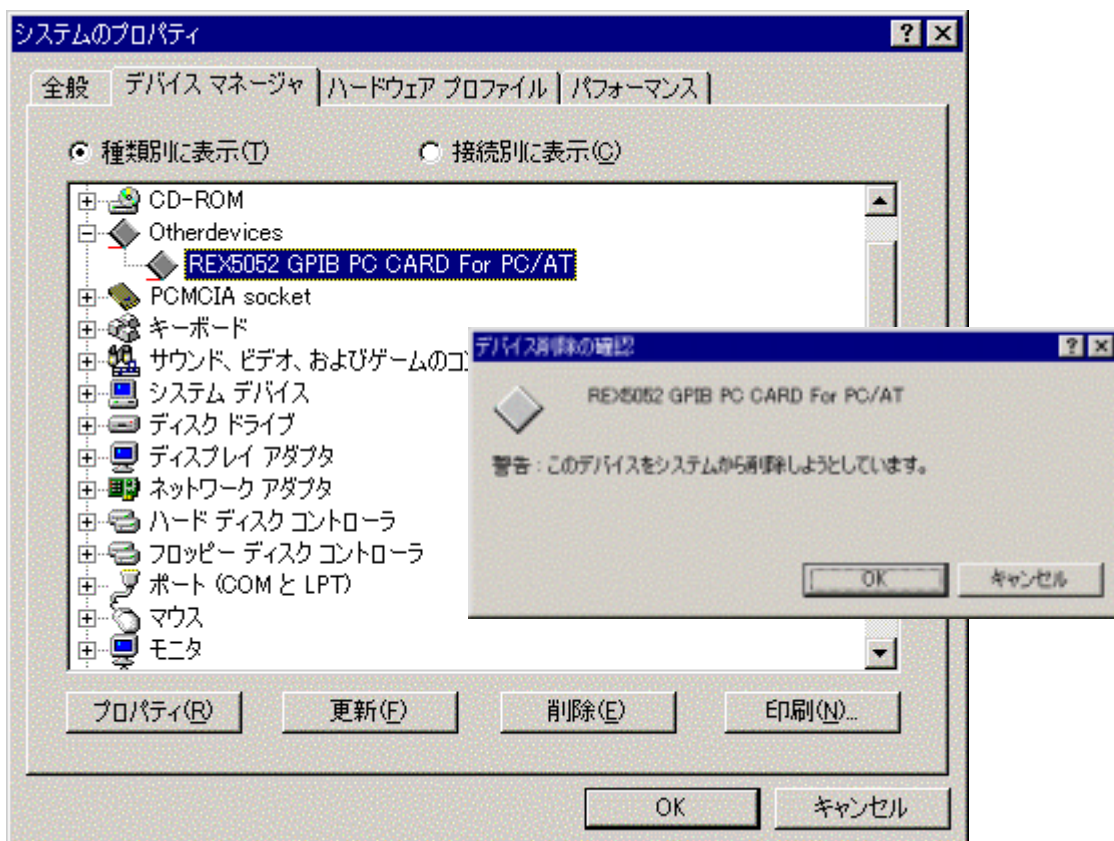 システムのプロパティ
全般 デバイス マネージャ ハードウェア プロファイル パフォーマンス
種類別に表示(T) 接続別に表示(C)
CD-ROM
Otherdevices
REX5052 GPIB PC CARD For PC/AT
PCMCIA socket
キーボード
サウンド、ビデオ、およびゲームのコン
システム デバイス
ディスク ドライブ
ディスプレイ アダプタ
ネットワーク アダプタ
ハード ディスク コントローラ
フロッピー ディスク コントローラ
ポート (COM と LPT)
マウス
モニタ
プロパティ(R) 更新(F) 削除(E) 印刷(N)...
OK キャンセル
デバイス削除の確認
REX5052 GPIB PC CARD For PC/AT
警告 : このデバイスをシステムから削除しようとしています。
OK キャンセル